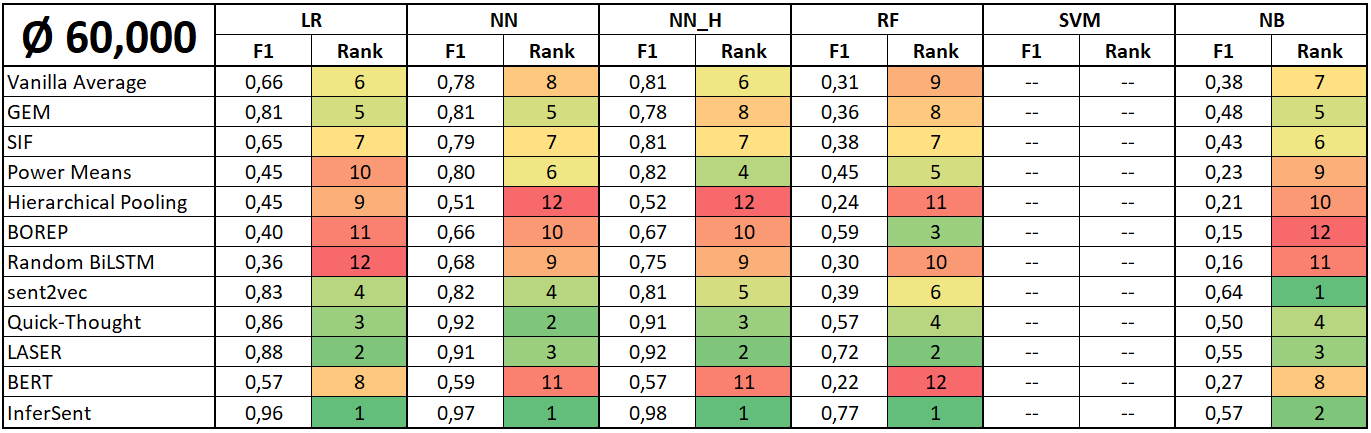 Ø 60,000 LR NN NN_H RF SVM NB
F1 Rank F1 Rank F1 Rank F1 Rank F1 Rank F1 Rank
Vanilla Average 0,66 6 0,78 8 0,81 6 0,31 9 -- -- 0,38 7
GEM 0,81 5 0,81 5 0,78 8 0,36 8 -- -- 0,48 5
SIF 0,65 7 0,79 7 0,81 7 0,38 7 -- -- 0,43 6
Power Means 0,45 10 0,80 6 0,82 4 0,45 5 -- -- 0,23 9
Hierarchical Pooling 0,45 9 0,51 12 0,52 12 0,24 11 -- -- 0,21 10
BOREP 0,40 11 0,66 10 0,67 10 0,59 3 -- -- 0,15 12
Random BiLSTM 0,36 12 0,68 9 0,75 9 0,30 10 -- -- 0,16 11
sent2vec 0,83 4 0,82 4 0,81 5 0,39 6 -- -- 0,64 1
Quick-Thought 0,86 3 0,92 2 0,91 3 0,57 4 -- -- 0,50 4
LASER 0,88 2 0,91 3 0,92 2 0,72 2 -- -- 0,55 3
BERT 0,57 8 0,59 11 0,57 11 0,22 12 -- -- 0,27 8
InferSent 0,96 1 0,97 1 0,98 1 0,77 1 -- -- 0,57 2